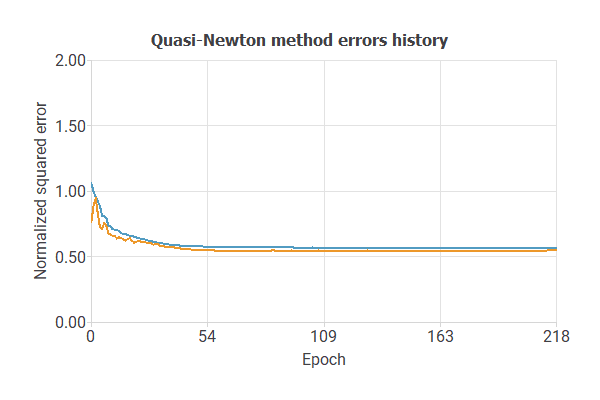 Quasi-Newton method errors history
2.00
1.50
1.00
0.50
0.00
Normalized squared error
0 54 109 163 218
Epoch